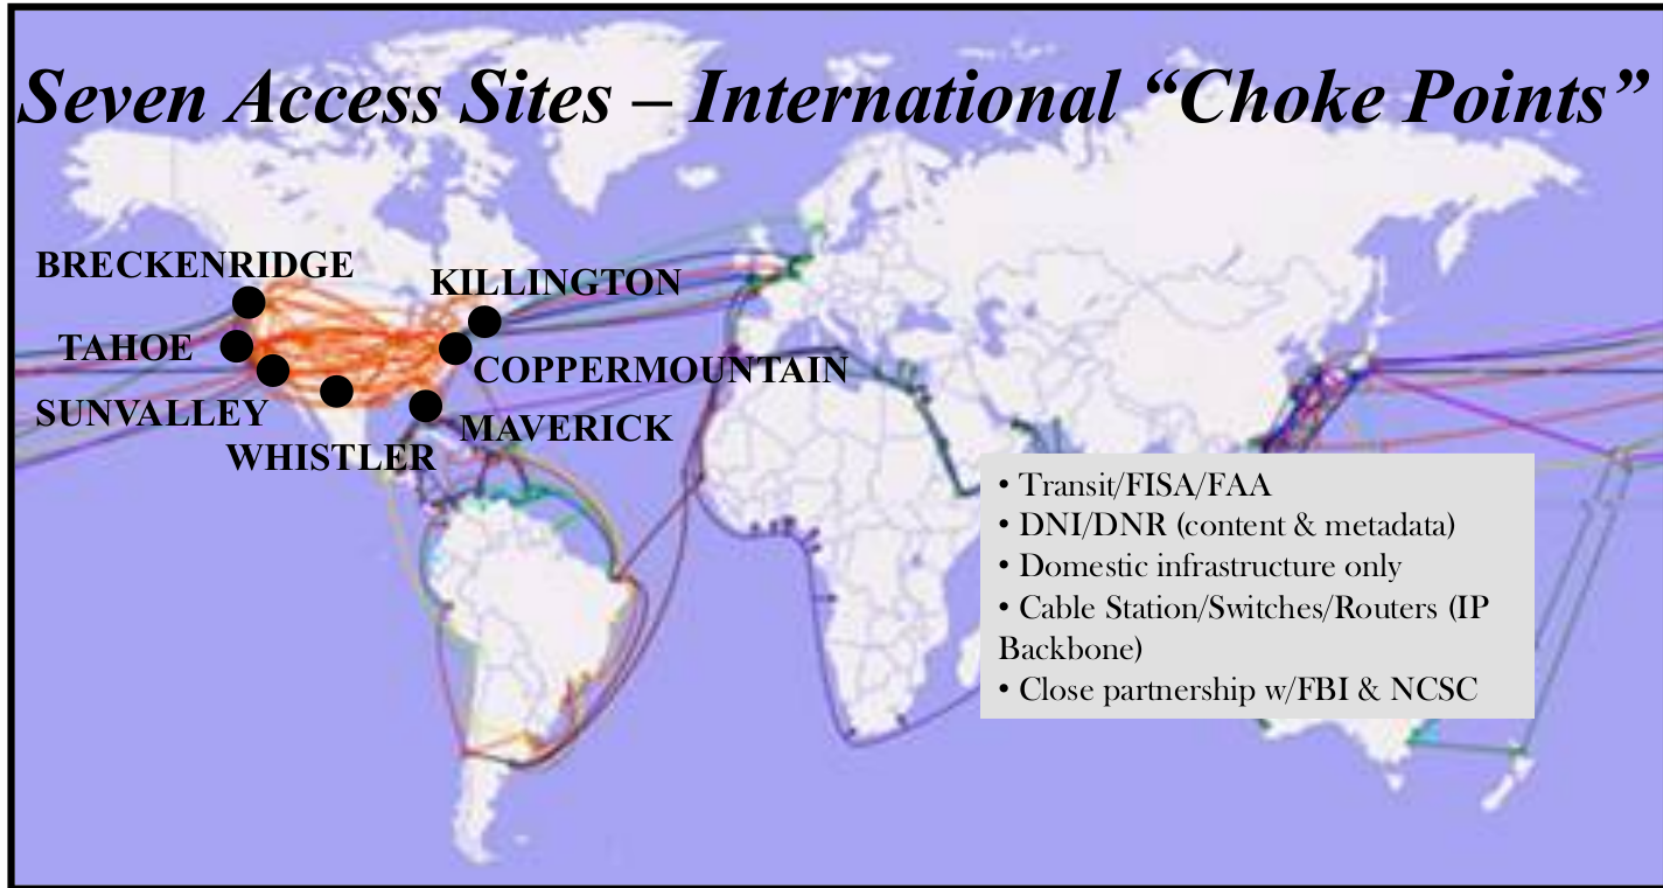 Seven Access Sites – International “Choke Points”
BRECKENRIDGE
KILLINGTON
TAHOE
COPPERMOUNTAIN
SUNVALLEY
MAVERICK
WHISTLER
• Transit/FISA/FAA
• DNI/DNR (content & metadata)
• Domestic infrastructure only
• Cable Station/Switches/Routers (IP
Backbone)
• Close partnership w/FBI & NCSC